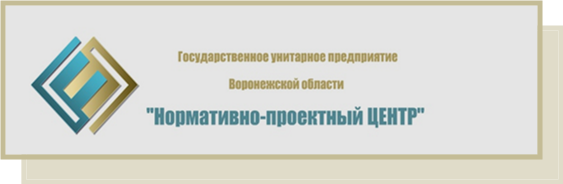 Государственное унитарное предприятие
Воронежской области
"Нормативно-проектный ЦЕНТР"